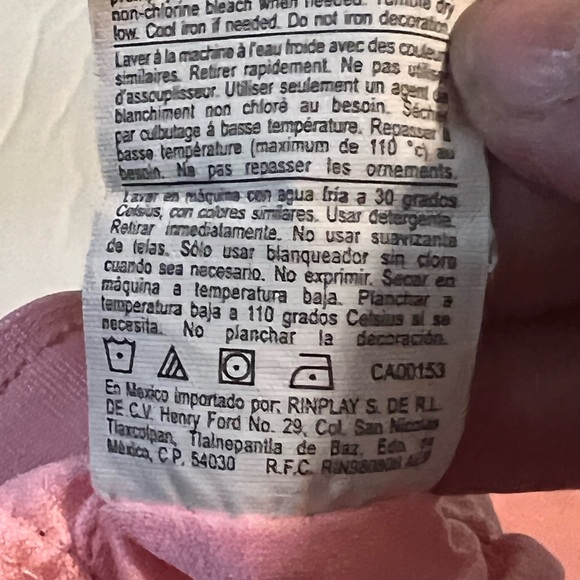 non-chlorine bleach when needed. Tumble dry
low. Cool iron if needed. Do not iron decoration
Laver à la machine à l'eau froide avec des couleurs
similaires. Retirer rapidement. Ne pas utiliser
d'assouplisseur. Utiliser seulement un agent de
blanchiment non chloré au besoin. Sécher
par culbutage à basse température. Repasser à
basse température (maximum de 110 °c) au
besoin. Ne pas repasser les ornements.
Lavar en máquina con agua fría a 30 grados
Celsius, con colores similares. Usar detergente.
Retirar inmediatamente. No usar suavizante
de telas. Sólo usar blanqueador sin cloro
cuando sea necesario. No exprimir. Secar en
máquina a temperatura baja. Planchar a
temperatura baja a 110 grados Celsius si se
necesita. No planchar la decoración.
CA00153
En Mexico importado por: RINPLAY S. DE R.L.
DE C.V. Henry Ford No. 29, Col. San Nicolas
Tlaxcolpan, Tlalnepantla de Baz, Edo.
México, C.P. 54030 R.F.C.